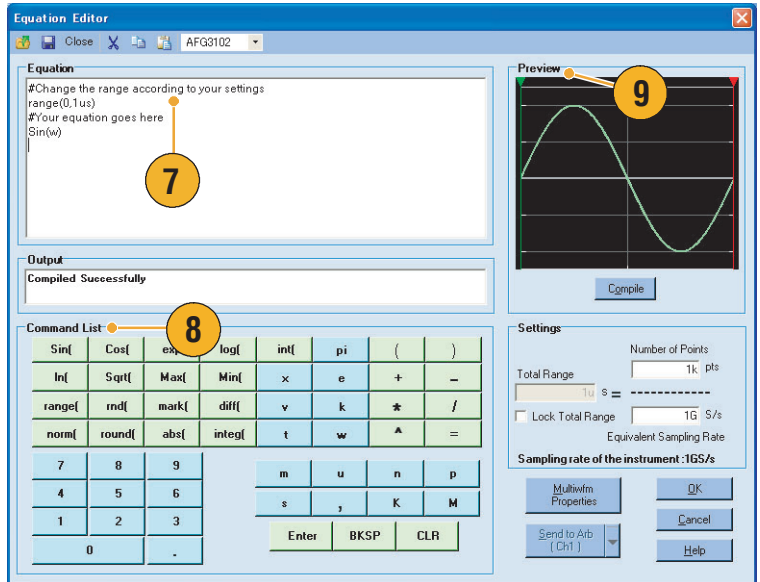 Equation Editor
Close AFG3102
Equation
#Change the range according to your settings
range(0,1us)
#Your equation goes here
Sin(w)
7
Output
Compiled Successfully
Preview
9
Compile
Command List
8
Sin( Cos( log( int( pi ( )
ln( Sqrt( Max( Min( x e + -
range( rnd( mark( diff( v k * /
norm( round( abs( integ( t w ^ =
7 8 9
4 5 6
1 2 3
0 .
m u n p
s , K M
Enter BKSP CLR
Settings
Number of Points
Total Range 1k pts
1u s = ------------
Lock Total Range 1G S/s
Equivalent Sampling Rate
Sampling rate of the instrument :1GS/s
Multiwfm
Properties
OK
Send to Arb
( Ch1 )
Cancel
Help